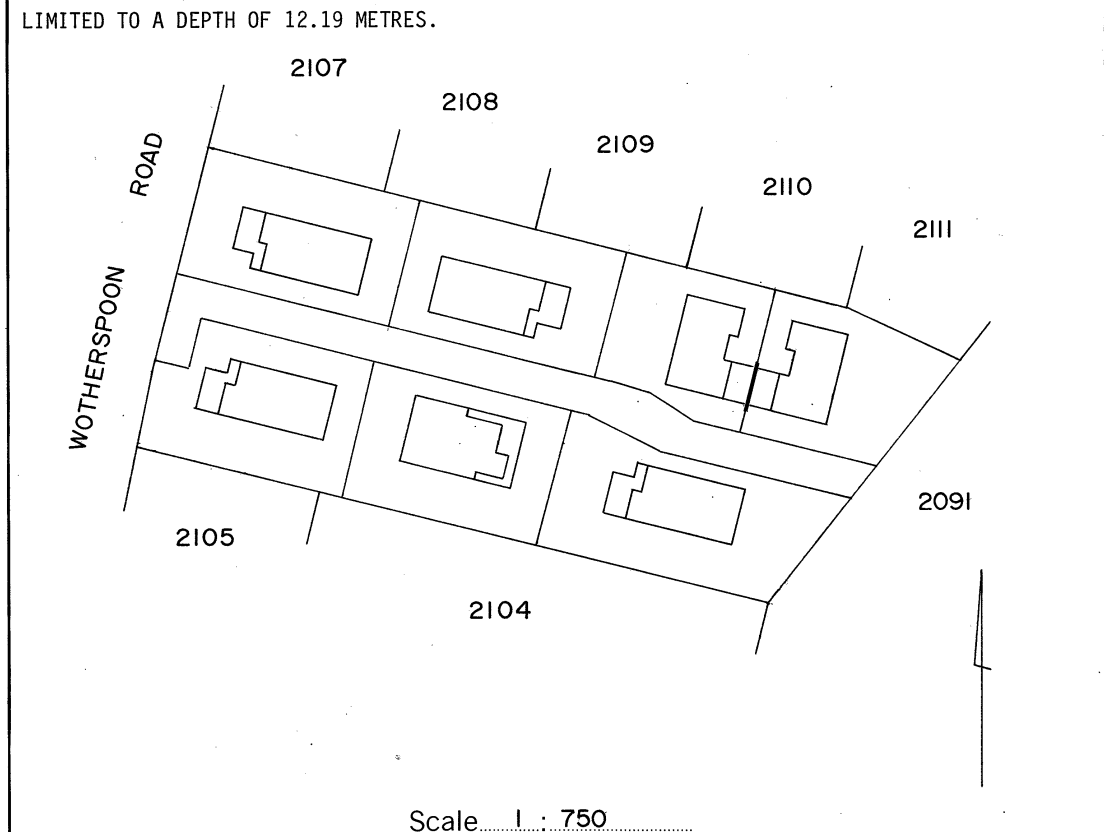 LIMITED TO A DEPTH OF 12.19 METRES.
2107
2108
2109
2110
2111
WOTHERSPOON ROAD
2091
2105
2104
Scale 1 : 750